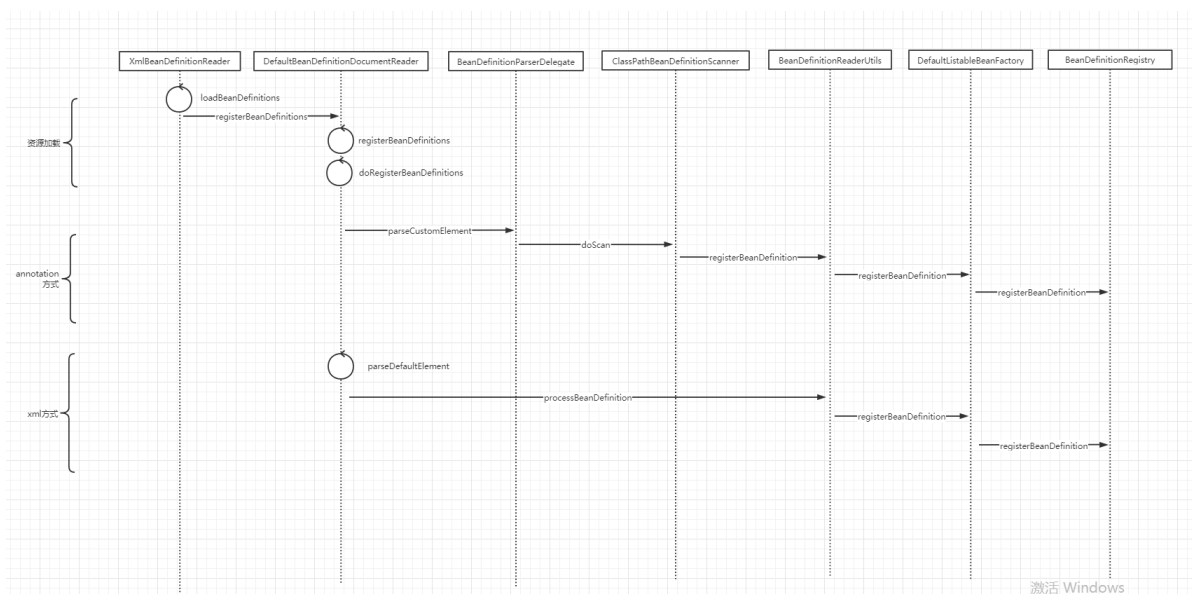 XmlBeanDefinitionReader
DefaultBeanDefinitionDocumentReader
BeanDefinitionParserDelegate
ClassPathBeanDefinitionScanner
BeanDefinitionReaderUtils
DefaultListableBeanFactory
BeanDefinitionRegistry
loadBeanDefinitions
registerBeanDefinitions
资源加载
registerBeanDefinitions
doRegisterBeanDefinitions
parseCustomElement
doScan
registerBeanDefinition
annotation
方式
registerBeanDefinition
registerBeanDefinition
parseDefaultElement
processBeanDefinition
xml方式
registerBeanDefinition
registerBeanDefinition
激活 Windows